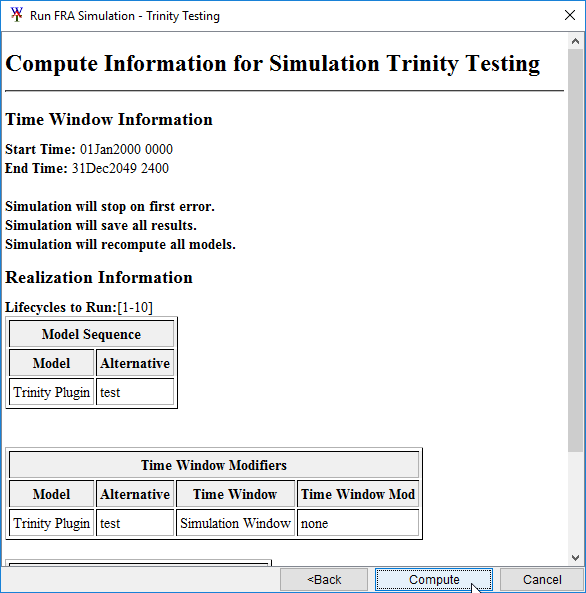 Run FRA Simulation - Trinity Testing
Compute Information for Simulation Trinity Testing
Time Window Information
Start Time: 01Jan2000 0000
End Time: 31Dec2049 2400
Simulation will stop on first error.
Simulation will save all results.
Simulation will recompute all models.
Realization Information
Lifecycles to Run:[1-10]
Model Sequence
Model Alternative
Trinity Plugin test
Time Window Modifiers
Model Alternative Time Window Time Window Mod
Trinity Plugin test Simulation Window none
<Back Compute Cancel